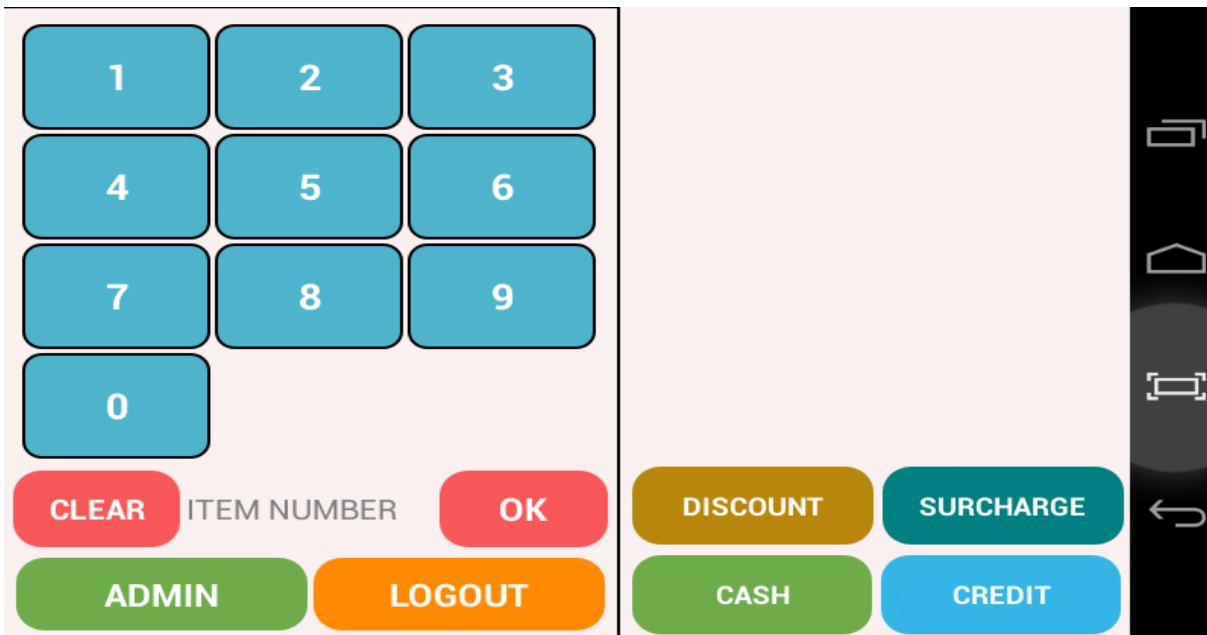 1 2 3
4 5 6
7 8 9
0
CLEAR ITEM NUMBER OK
ADMIN LOGOUT
DISCOUNT SURCHARGE
CASH CREDIT